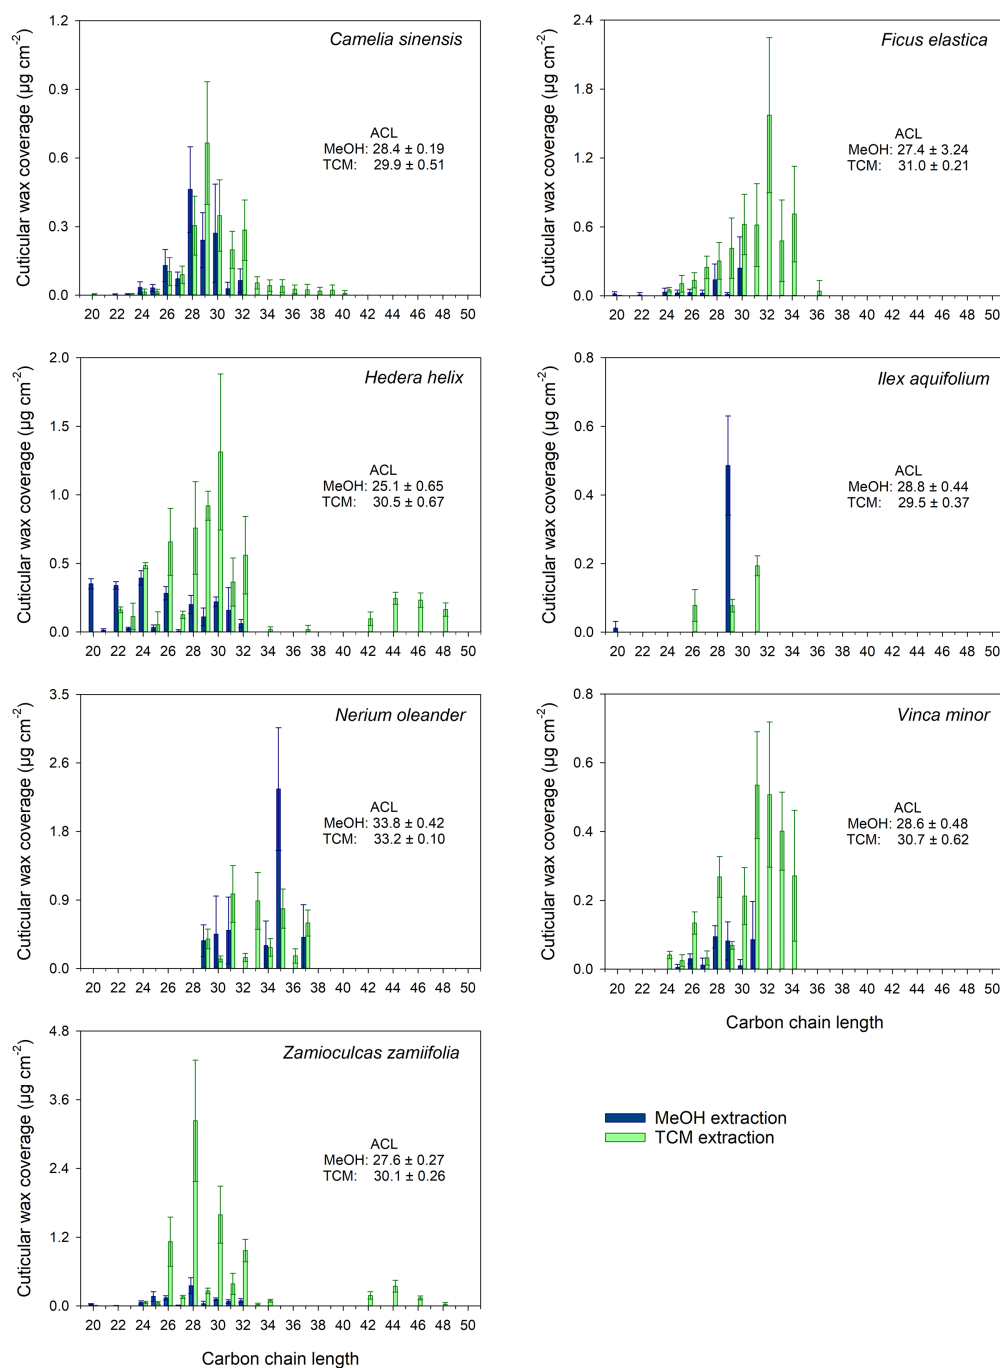 Camelia sinensis
Cuticular wax coverage (µg cm-2)
1.2
0.9
0.6
0.3
0.0
ACL
MeOH: 28.4 ± 0.19
TCM: 29.9 ± 0.51
20 22 24 26 28 30 32 34 36 38 40 42 44 46 48 50
Ficus elastica
Cuticular wax coverage (µg cm-2)
2.4
1.8
1.2
0.6
0.0
ACL
MeOH: 27.4 ± 3.24
TCM: 31.0 ± 0.21
20 22 24 26 28 30 32 34 36 38 40 42 44 46 48 50
Hedera helix
Cuticular wax coverage (µg cm-2)
2.0
1.5
1.0
0.5
0.0
ACL
MeOH: 25.1 ± 0.65
TCM: 30.5 ± 0.67
20 22 24 26 28 30 32 34 36 38 40 42 44 46 48 50
Ilex aquifolium
Cuticular wax coverage (µg cm-2)
0.8
0.6
0.4
0.2
0.0
ACL
MeOH: 28.8 ± 0.44
TCM: 29.5 ± 0.37
20 22 24 26 28 30 32 34 36 38 40 42 44 46 48 50
Nerium oleander
Cuticular wax coverage (µg cm-2)
3.5
2.6
1.8
0.9
0.0
ACL
MeOH: 33.8 ± 0.42
TCM: 33.2 ± 0.10
20 22 24 26 28 30 32 34 36 38 40 42 44 46 48 50
Vinca minor
Cuticular wax coverage (µg cm-2)
0.8
0.6
0.4
0.2
0.0
ACL
MeOH: 28.6 ± 0.48
TCM: 30.7 ± 0.62
20 22 24 26 28 30 32 34 36 38 40 42 44 46 48 50
Carbon chain length
Zamioculcas zamiifolia
Cuticular wax coverage (µg cm-2)
4.8
3.6
2.4
1.2
0.0
ACL
MeOH: 27.6 ± 0.27
TCM: 30.1 ± 0.26
20 22 24 26 28 30 32 34 36 38 40 42 44 46 48 50
Carbon chain length
MeOH extraction
TCM extraction